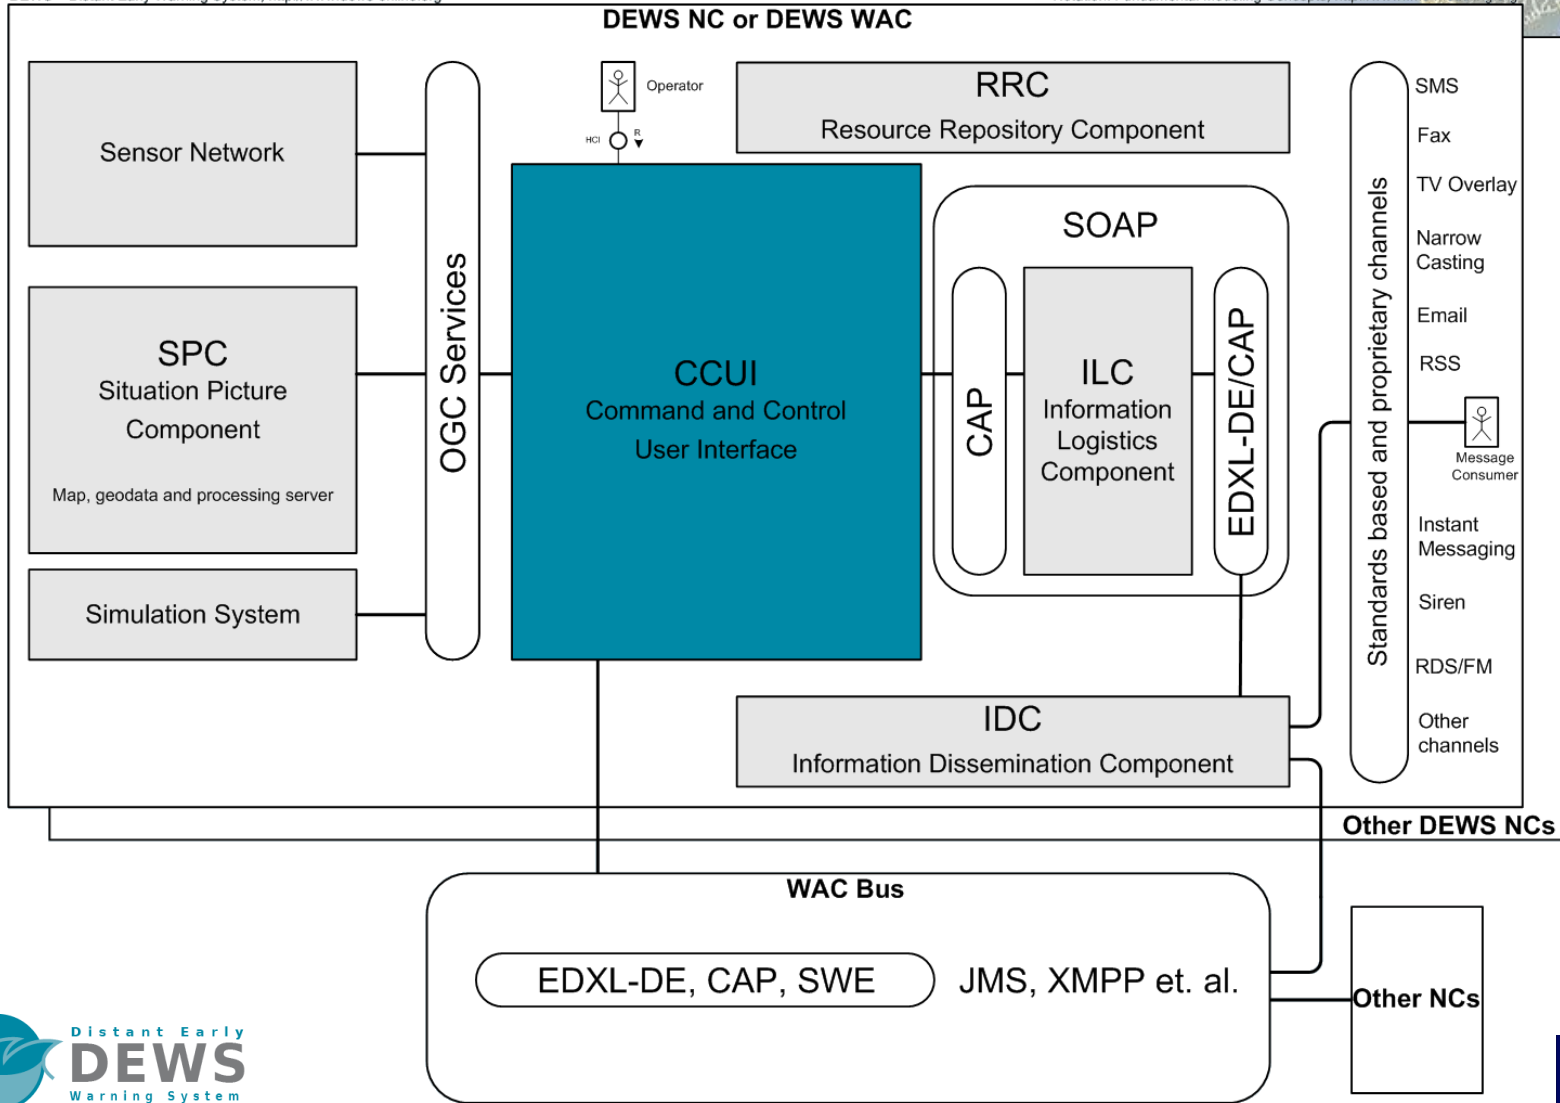 DEWS NC or DEWS WAC
Sensor Network
SPC
Situation Picture
Component
Map, geodata and processing server
Simulation System
OGC Services
Operator
HCI
R
CCUI
Command and Control
User Interface
RRC
Resource Repository Component
SOAP
CAP
ILC
Information
Logistics
Component
EDXL-DE/CAP
IDC
Information Dissemination Component
Standards based and proprietary channels
SMS
Fax
TV Overlay
Narrow
Casting
Email
RSS
Message
Consumer
Instant
Messaging
Siren
RDS/FM
Other
channels
Other DEWS NCs
WAC Bus
EDXL-DE, CAP, SWE
JMS, XMPP et. al.
Other NCs
Distant Early
DEWS
Warning System